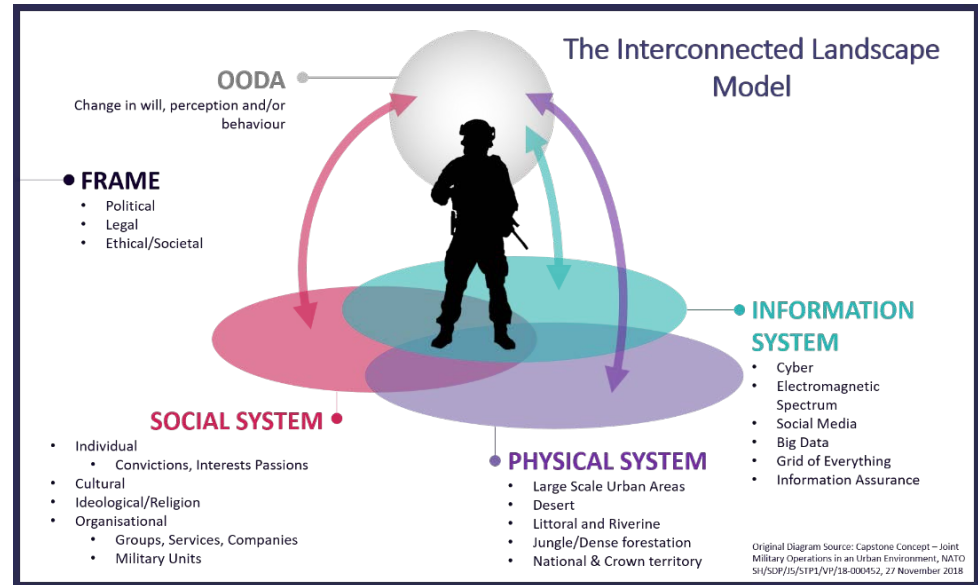 The Interconnected Landscape
Model
OODA
Change in will, perception and/or
behaviour
FRAME
• Political
• Legal
• Ethical/Societal
INFORMATION
SYSTEM
• Cyber
• Electromagnetic
Spectrum
• Social Media
• Big Data
• Grid of Everything
• Information Assurance
SOCIAL SYSTEM
• Individual
• Convictions, Interests Passions
• Cultural
• Ideological/Religion
• Organisational
• Groups, Services, Companies
• Military Units
PHYSICAL SYSTEM
• Large Scale Urban Areas
• Desert
• Littoral and Riverine
• Jungle/Dense forestation
• National & Crown territory
Original Diagram Source: Capstone Concept – Joint
Military Operations in an Urban Environment, NATO
SH/SDP/J5/STP1/VP/18-000452, 27 November 2018